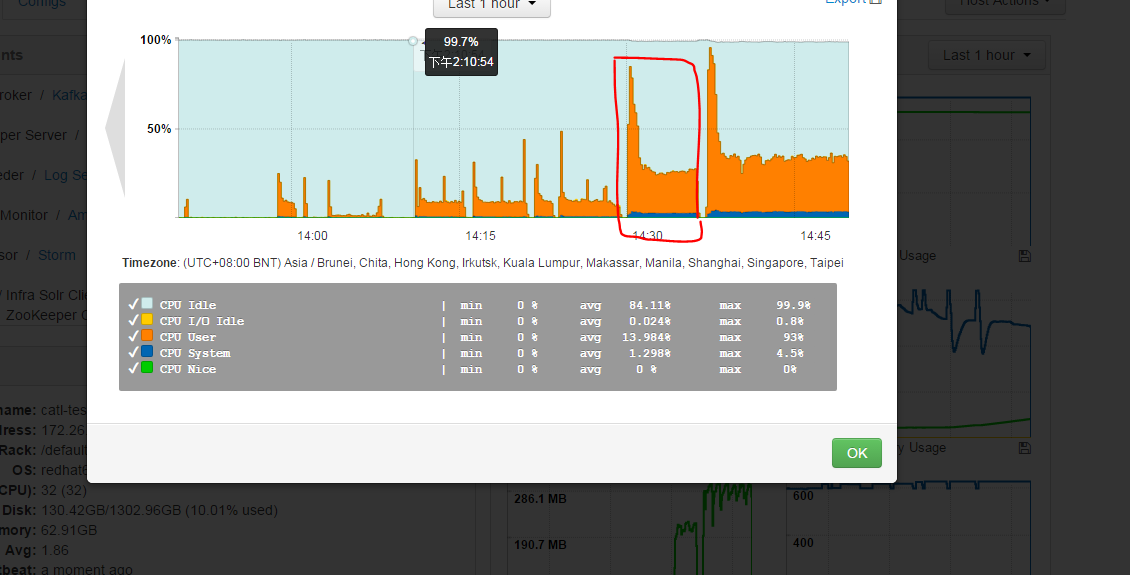 Configs
Last 1 hour
Export
Host Actions
nts
Last 1 hour
100%
99.7%
下午2:10:54
roker / Kafka
50%
per Server /
eder / Log Se
Monitor / Am
14:00
14:15
14:30
14:45
sor / Storm
Usage
Timezone: (UTC+08:00 BNT) Asia / Brunei, Chita, Hong Kong, Irkutsk, Kuala Lumpur, Makassar, Manila, Shanghai, Singapore, Taipei
/ Infra Solr Clie
ZooKeeper C
CPU Idle | min 0 % avg 84.11% max 99.9%
CPU I/O Idle | min 0 % avg 0.024% max 0.8%
CPU User | min 0 % avg 13.984% max 93%
CPU System | min 0 % avg 1.298% max 4.5%
CPU Nice | min 0 % avg 0 % max 0%
name: catl-tes
dress: 172.26
Rack: /default
y Usage
OK
OS: redhat6
CPU): 32 (32)
Disk: 130.42GB/1302.96GB (10.01% used)
286.1 MB
600
mory: 62.91GB
Avg: 1.86
190.7 MB
400
tbeat: a moment ago